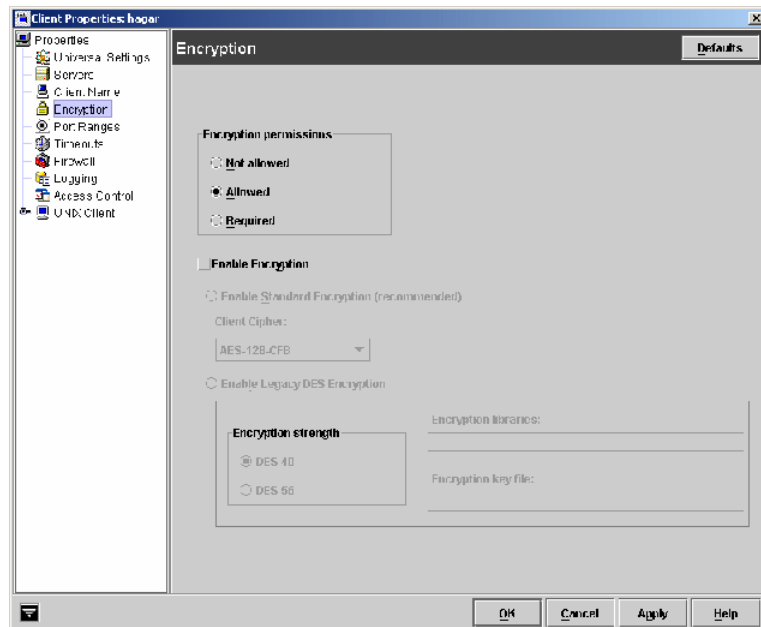 Client Properties: hagar
Properties
Universal Settings
Servers
Client Name
Encryption
Port Ranges
Timeouts
Firewall
Logging
Access Control
UNIX Client
Encryption
Defaults
Encryption permissions
Not allowed
Allowed
Required
Enable Encryption
Enable Standard Encryption (recommended)
Client Cipher:
AES-128-CFB
Enable Legacy DES Encryption
Encryption strength
DES 40
DES 56
Encryption libraries:
Encryption key file:
OK
Cancel
Apply
Help